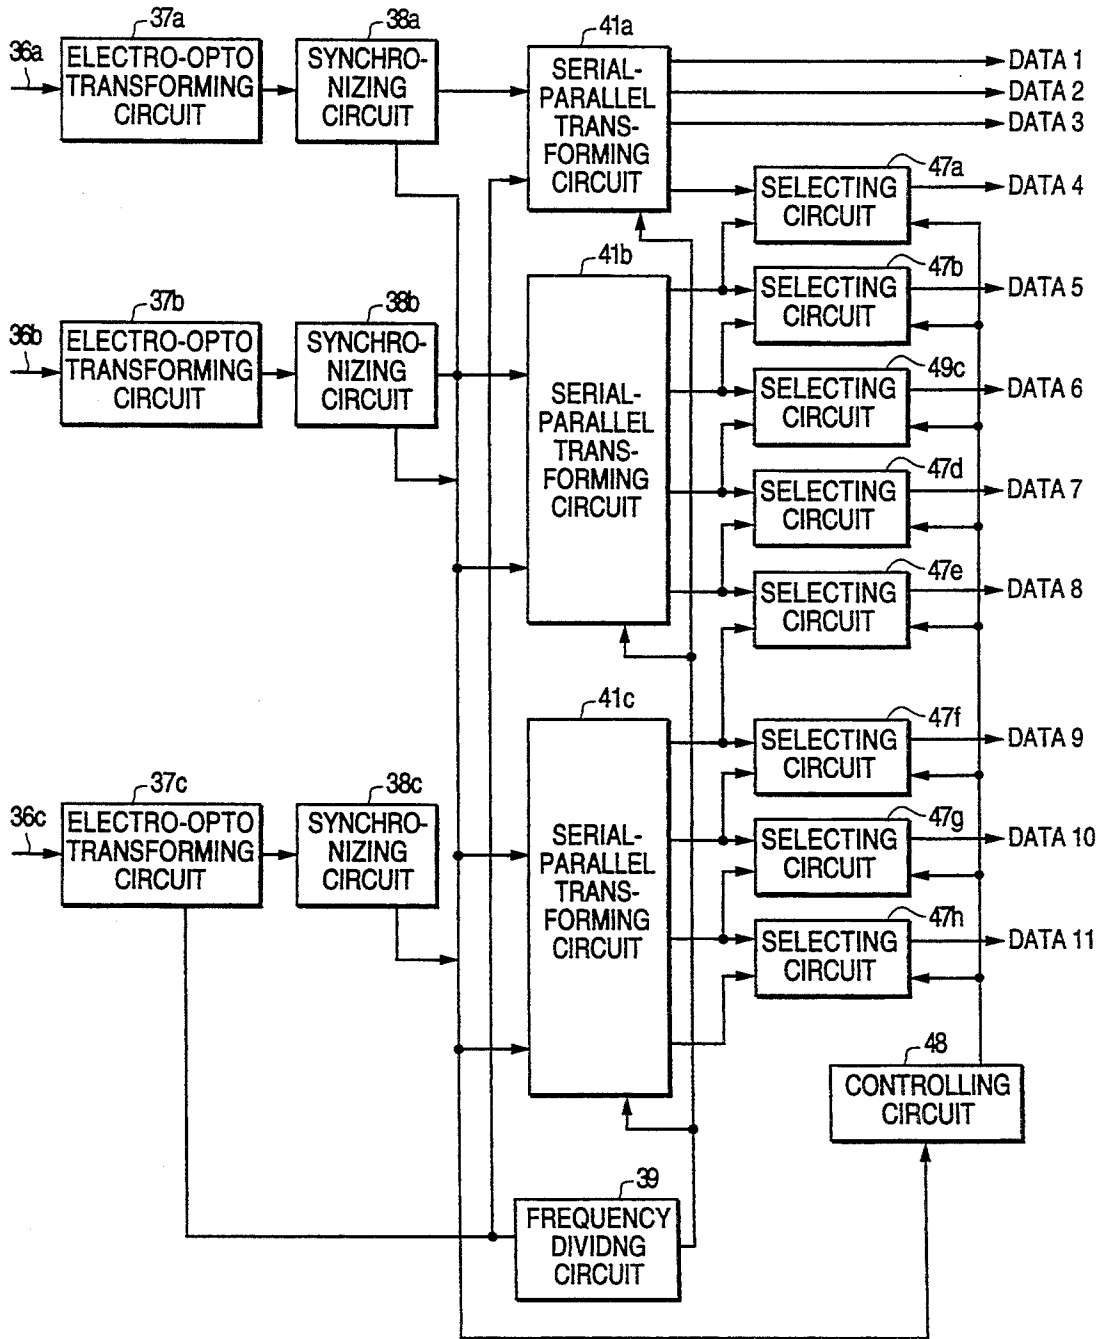 37a
38a
41a
36a
ELECTRO-OPTO
TRANSFORMING
CIRCUIT
SYNCHRO-
NIZING
CIRCUIT
SERIAL-
PARALLEL
TRANS-
FORMING
CIRCUIT
DATA 1
DATA 2
DATA 3
47a
SELECTING
CIRCUIT
DATA 4
37b
38b
41b
36b
ELECTRO-OPTO
TRANSFORMING
CIRCUIT
SYNCHRO-
NIZING
CIRCUIT
SERIAL-
PARALLEL
TRANS-
FORMING
CIRCUIT
47b
SELECTING
CIRCUIT
DATA 5
49c
SELECTING
CIRCUIT
DATA 6
47d
SELECTING
CIRCUIT
DATA 7
47e
SELECTING
CIRCUIT
DATA 8
37c
38c
41c
36c
ELECTRO-OPTO
TRANSFORMING
CIRCUIT
SYNCHRO-
NIZING
CIRCUIT
SERIAL-
PARALLEL
TRANS-
FORMING
CIRCUIT
47f
SELECTING
CIRCUIT
DATA 9
47g
SELECTING
CIRCUIT
DATA 10
47h
SELECTING
CIRCUIT
DATA 11
48
CONTROLLING
CIRCUIT
39
FREQUENCY
DIVIDNG
CIRCUIT